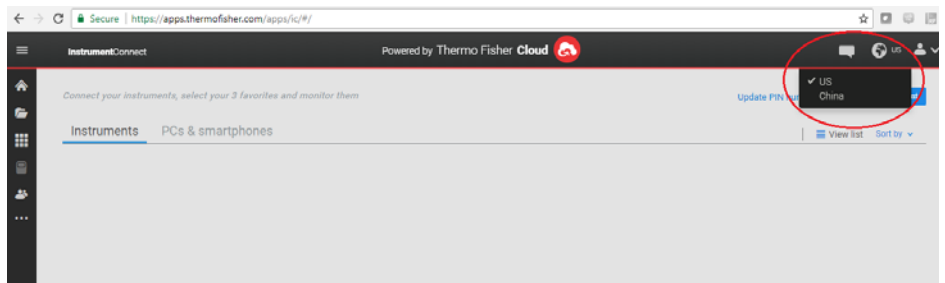 Secure | https://apps.thermofisher.com/apps/ic/#/
InstrumentConnect
Powered by Thermo Fisher Cloud
US
✔ US
China
Connect your instruments, select your 3 favorites and monitor them
Update PIN
Instruments
PCs & smartphones
View list
Sort by